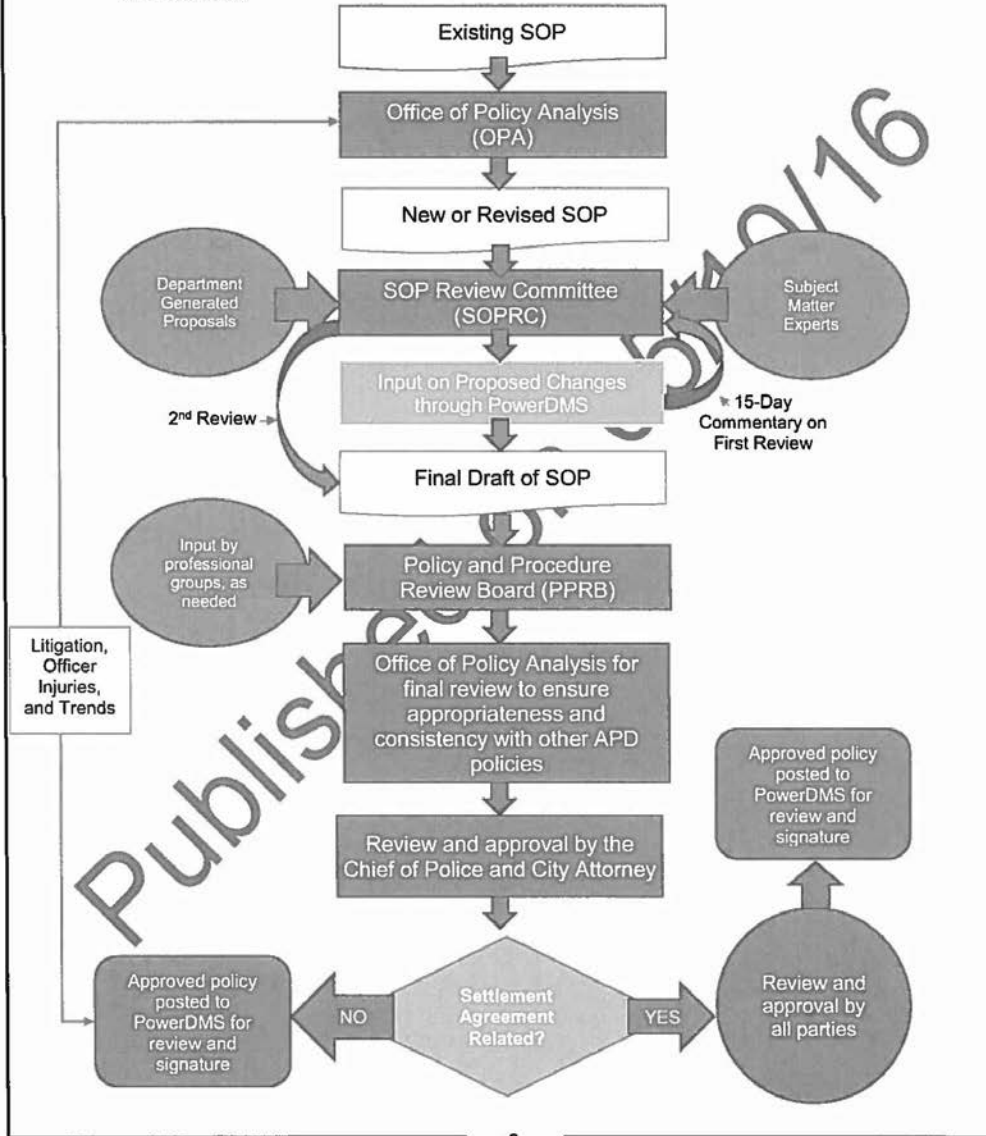 Existing SOP
Office of Policy Analysis
(OPA)
New or Revised SOP
Department
Generated
Proposals
SOP Review Committee
(SOPRC)
Subject
Matter
Experts
Input on Proposed Changes
through PowerDMS
2nd Review
15-Day
Commentary on
First Review
Final Draft of SOP
Input by
professional
groups, as
needed
Policy and Procedure
Review Board (PPRB)
Litigation,
Officer
Injuries,
and Trends
Office of Policy Analysis for
final review to ensure
appropriateness and
consistency with other APD
policies
Approved policy
posted to
PowerDMS for
review and
signature
Review and approval by the
Chief of Police and City Attorney
Approved policy
posted to
PowerDMS for
review and
signature
NO
Settlement
Agreement
Related?
YES
Review and
approval by
all parties
Published